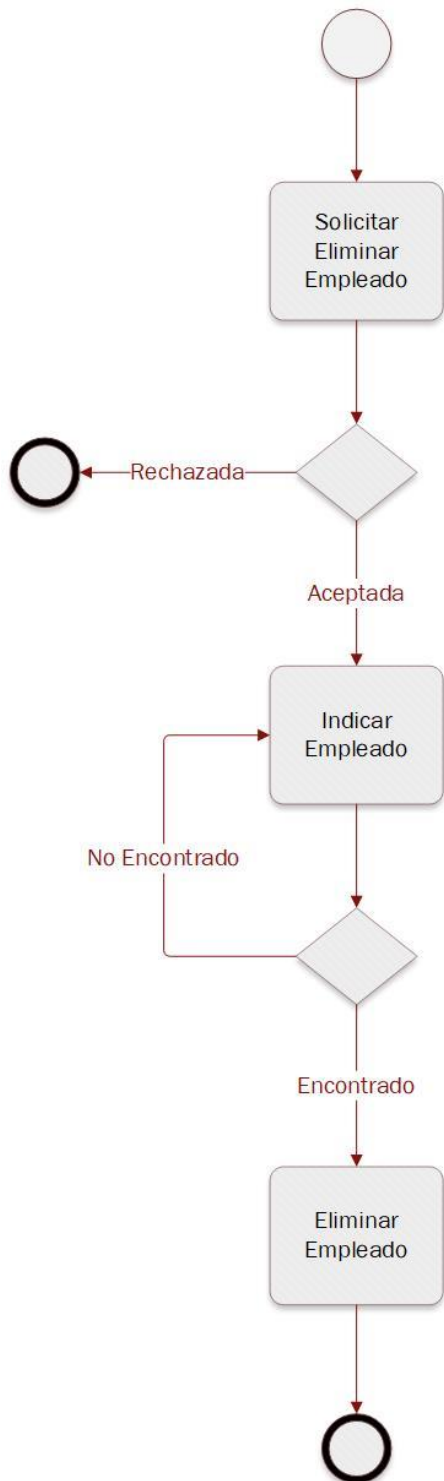 Solicitar
Eliminar
Empleado
Rechazada
Aceptada
Indicar
Empleado
No Encontrado
Encontrado
Eliminar
Empleado